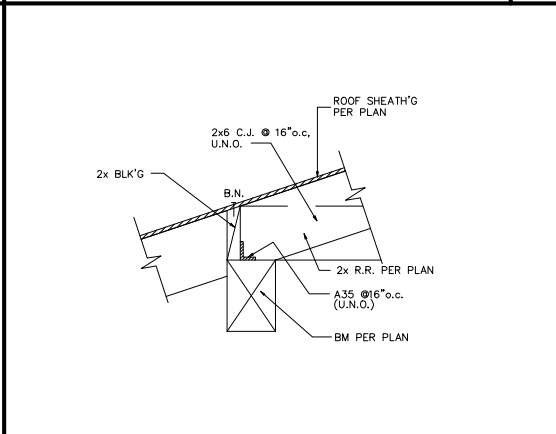 ROOF SHEATH'G
PER PLAN
2x6 C.J. @ 16"o.c,
U.N.O.
2x BLK'G
B.N.
2x R.R. PER PLAN
A35 @16"o.c.
(U.N.O.)
BM PER PLAN